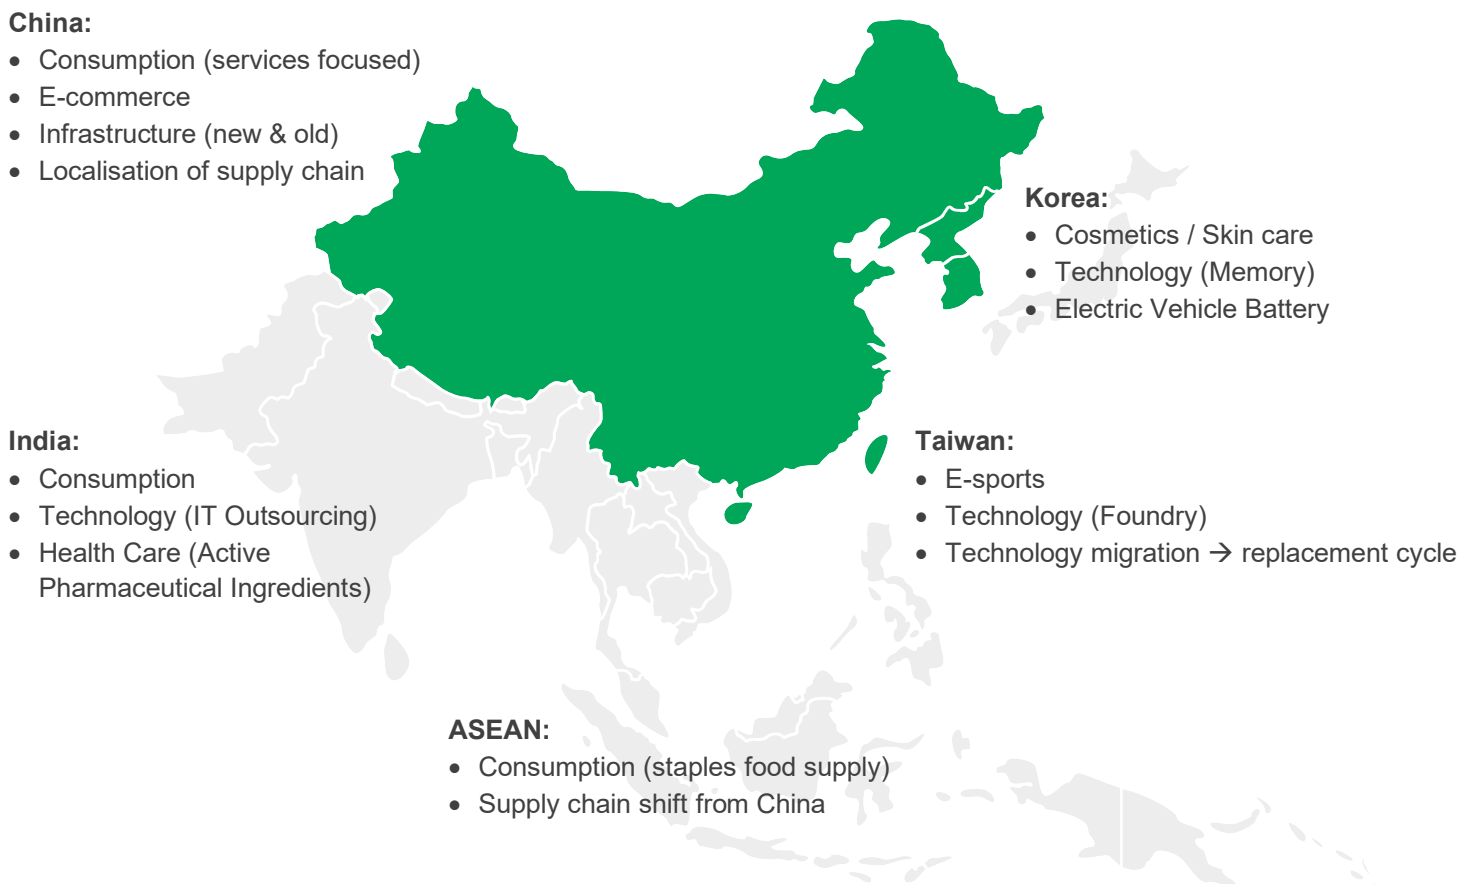 China:
• Consumption (services focused)
• E-commerce
• Infrastructure (new & old)
• Localisation of supply chain
Korea:
• Cosmetics / Skin care
• Technology (Memory)
• Electric Vehicle Battery
India:
• Consumption
• Technology (IT Outsourcing)
• Health Care (Active
Pharmaceutical Ingredients)
Taiwan:
• E-sports
• Technology (Foundry)
• Technology migration → replacement cycle
ASEAN:
• Consumption (staples food supply)
• Supply chain shift from China